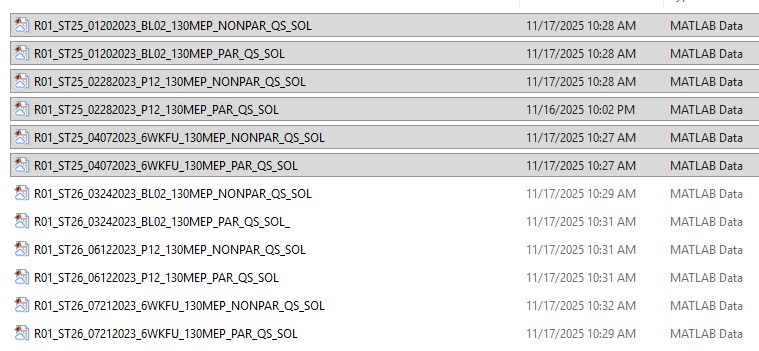 R01_ST25_01202023_BL02_130MEP_NONPAR_QS_SOL 11/17/2025 10:28 AM MATLAB Data
R01_ST25_01202023_BL02_130MEP_PAR_QS_SOL 11/17/2025 10:28 AM MATLAB Data
R01_ST25_02282023_P12_130MEP_NONPAR_QS_SOL 11/17/2025 10:28 AM MATLAB Data
R01_ST25_02282023_P12_130MEP_PAR_QS_SOL 11/16/2025 10:02 PM MATLAB Data
R01_ST25_04072023_6WKFU_130MEP_NONPAR_QS_SOL 11/17/2025 10:27 AM MATLAB Data
R01_ST25_04072023_6WKFU_130MEP_PAR_QS_SOL 11/17/2025 10:27 AM MATLAB Data
R01_ST26_03242023_BL02_130MEP_NONPAR_QS_SOL 11/17/2025 10:29 AM MATLAB Data
R01_ST26_03242023_BL02_130MEP_PAR_QS_SOL_ 11/17/2025 10:31 AM MATLAB Data
R01_ST26_06122023_P12_130MEP_NONPAR_QS_SOL 11/17/2025 10:31 AM MATLAB Data
R01_ST26_06122023_P12_130MEP_PAR_QS_SOL 11/17/2025 10:31 AM MATLAB Data
R01_ST26_07212023_6WKFU_130MEP_NONPAR_QS_SOL 11/17/2025 10:32 AM MATLAB Data
R01_ST26_07212023_6WKFU_130MEP_PAR_QS_SOL 11/17/2025 10:29 AM MATLAB Data